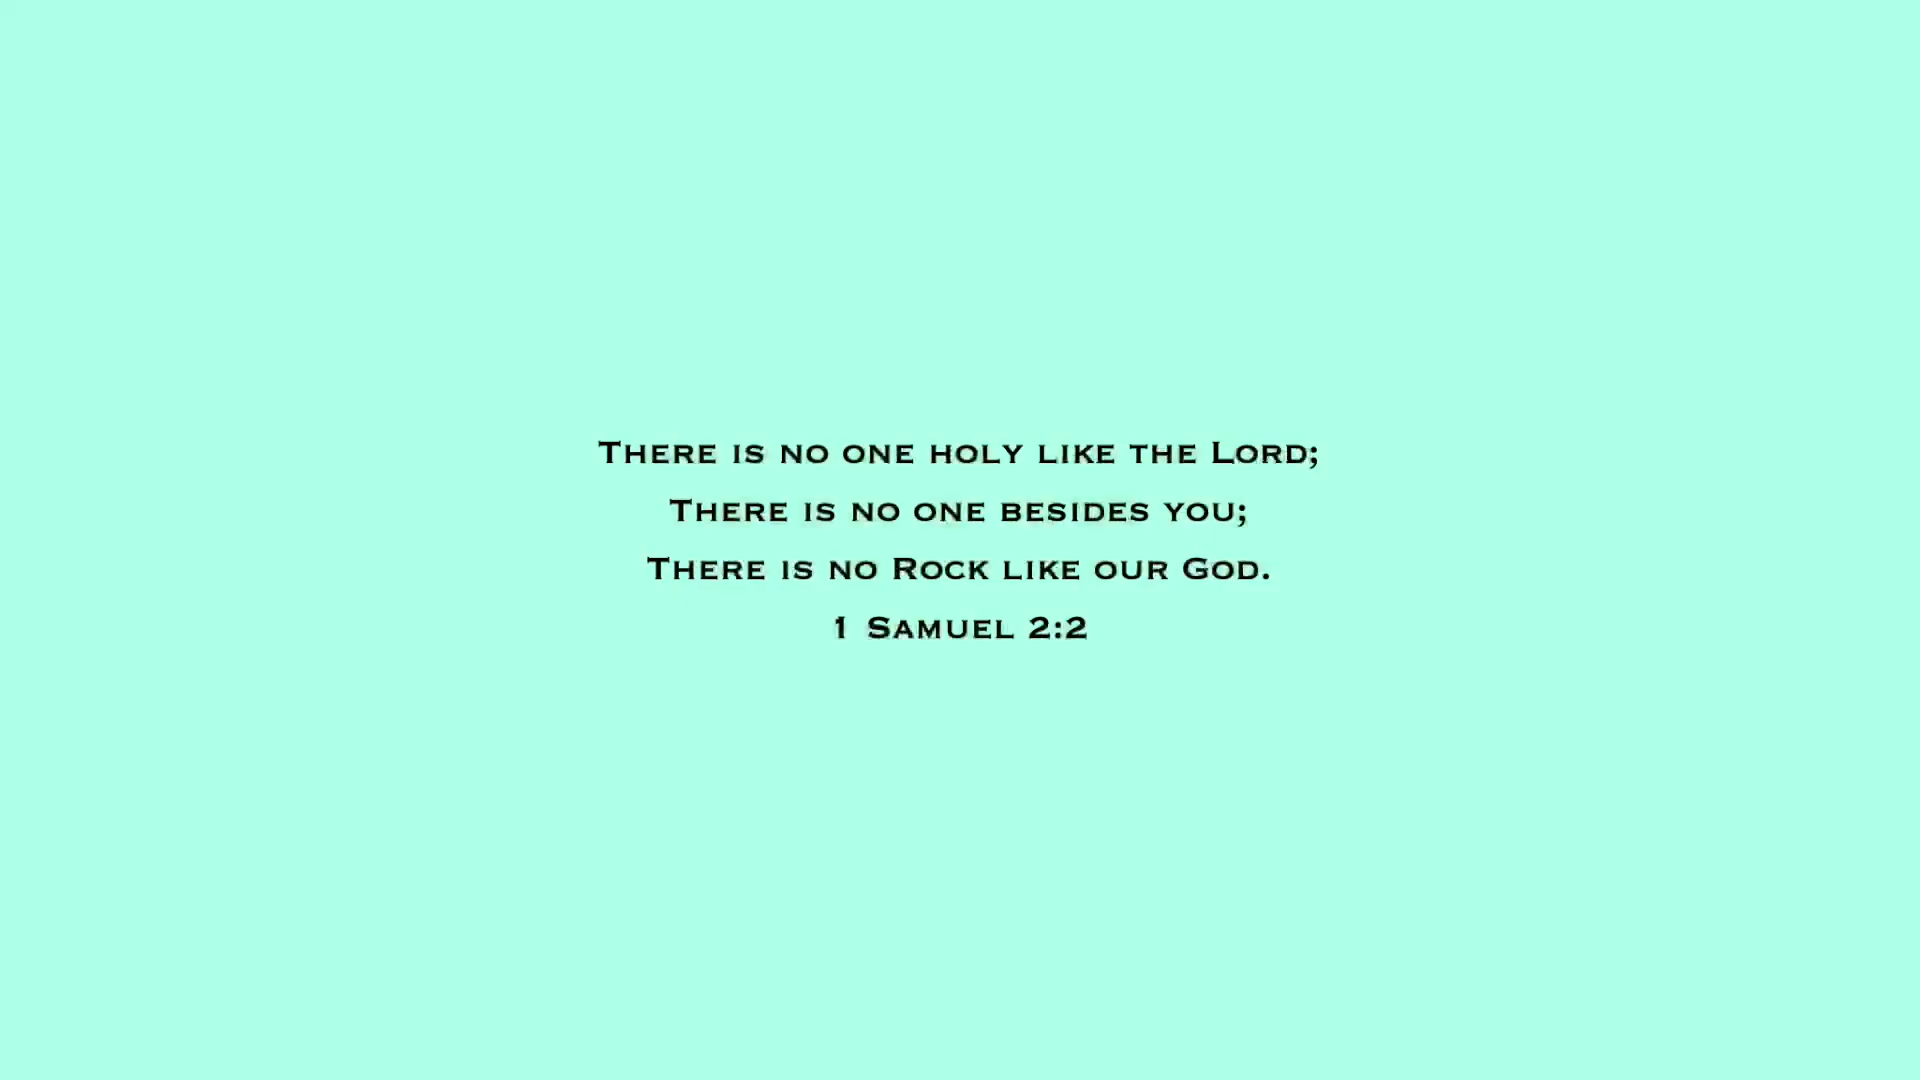 There is no one holy like the Lord;
There is no one besides you;
There is no Rock like our God.
1 Samuel 2:2